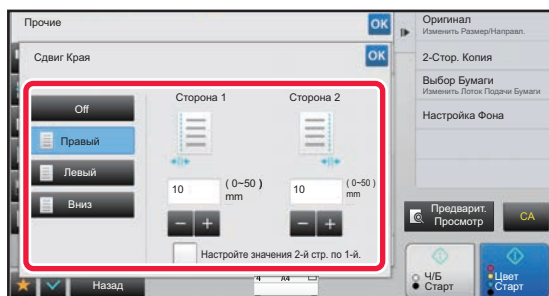 Прочие
OK
Сдвиг Края
OK
Off
Правый
Левый
Вниз
Сторона 1
Сторона 2
10
( 0~50 )
mm
10
( 0~50 )
mm
Настройте значения 2-й стр. по 1-й.
Назад
A4
Оригинал
Изменить Размер/Направл.
2-Стор. Копия
Выбор Бумаги
Изменить Лоток Подачи Бумаги
Настройка Фона
Предварит.
Просмотр
CA
Ч/Б
Старт
Цвет
Старт